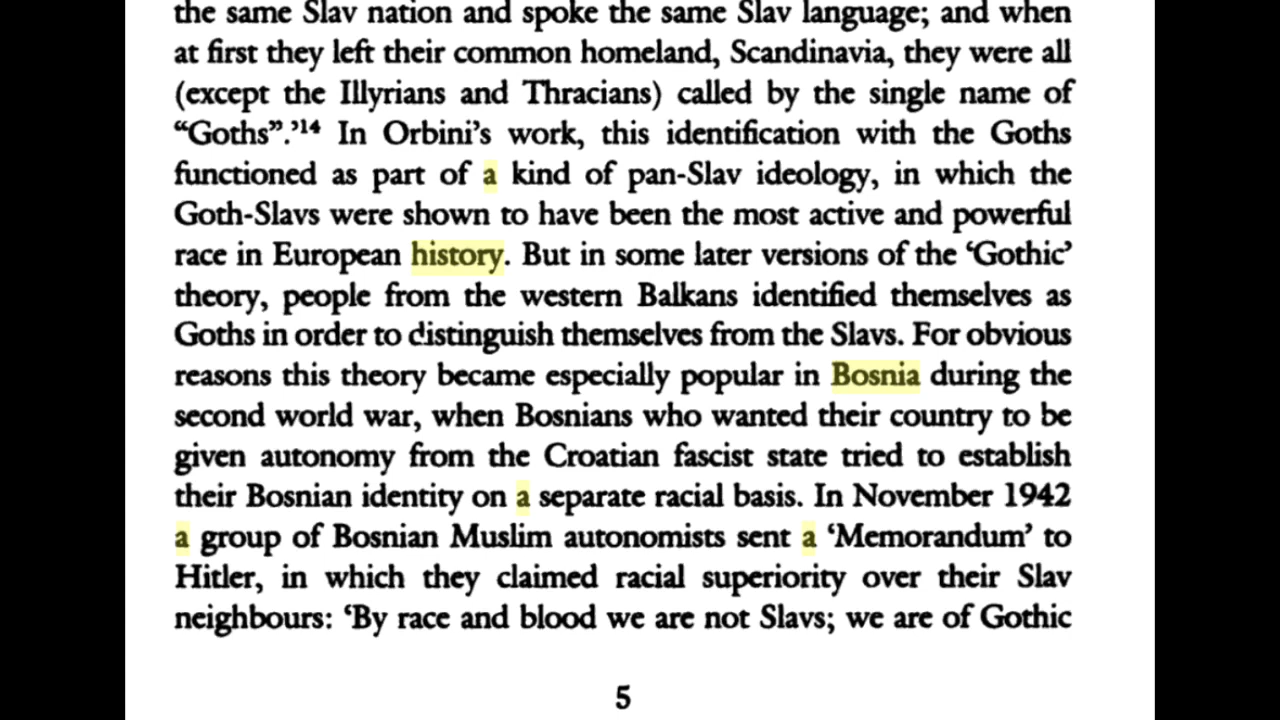 the same Slav nation and spoke the same Slav language; and when
at first they left their common homeland, Scandinavia, they were all
(except the Illyrians and Thracians) called by the single name of
“Goths”.’14 In Orbini’s work, this identification with the Goths
functioned as part of a kind of pan-Slav ideology, in which the
Goth-Slavs were shown to have been the most active and powerful
race in European history. But in some later versions of the ‘Gothic’
theory, people from the western Balkans identified themselves as
Goths in order to distinguish themselves from the Slavs. For obvious
reasons this theory became especially popular in Bosnia during the
second world war, when Bosnians who wanted their country to be
given autonomy from the Croatian fascist state tried to establish
their Bosnian identity on a separate racial basis. In November 1942
a group of Bosnian Muslim autonomists sent a ‘Memorandum’ to
Hitler, in which they claimed racial superiority over their Slav
neighbours: ‘By race and blood we are not Slavs; we are of Gothic
5